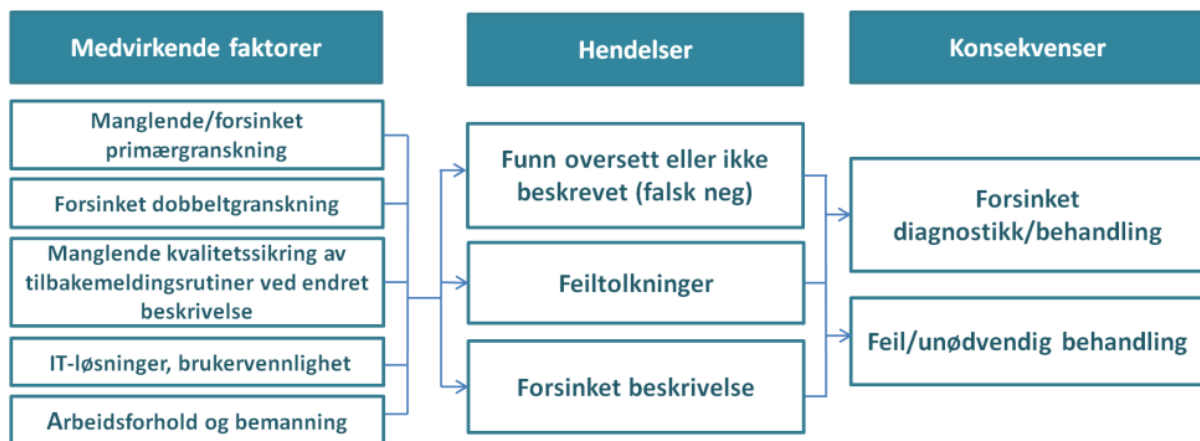 Medvirkende faktorer
Manglende/forsinket
primærgranskning
Forsinket dobbeltgranskning
Manglende kvalitetssikring av
tilbakemeldingsrutiner ved endret
beskrivelse
IT-løsninger, brukervennlighet
Arbeidsforhold og bemanning
Hendelser
Funn oversett eller ikke
beskrevet (falsk neg)
Feiltolkninger
Forsinket beskrivelse
Konsekvenser
Forsinket
diagnostikk/behandling
Feil/unødvendig behandling